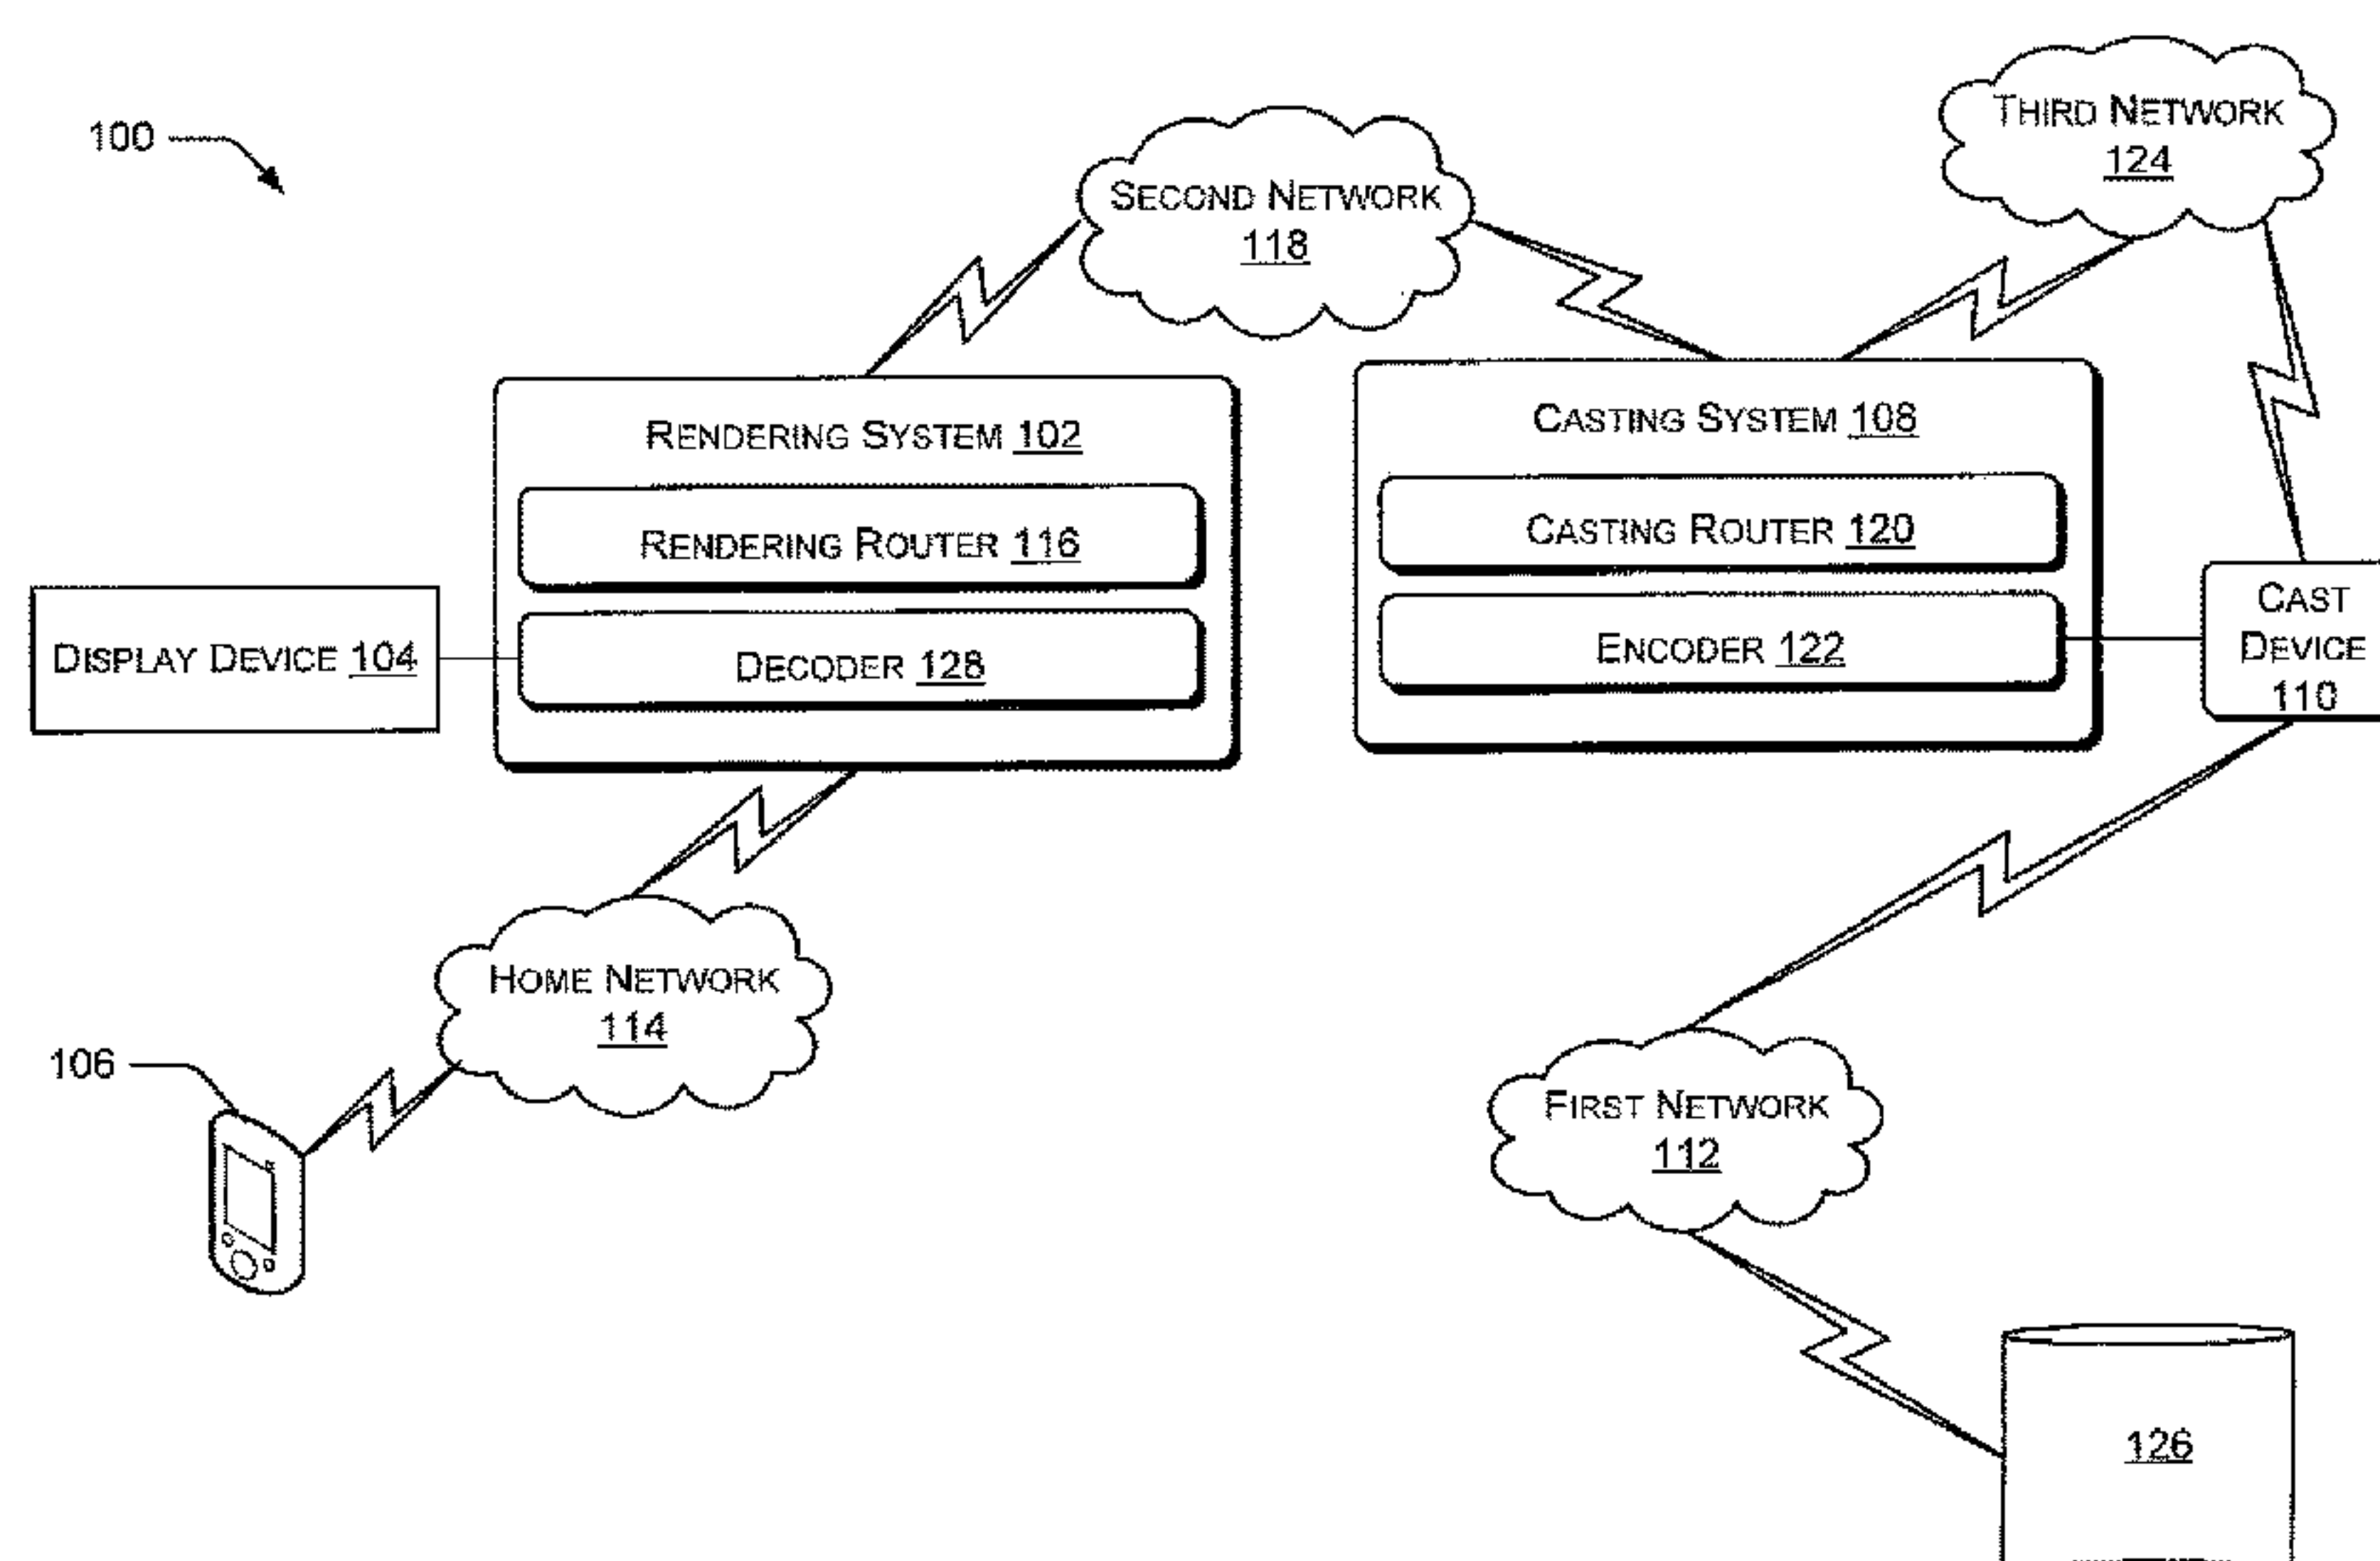 100
THIRD NETWORK
124
SECOND NETWORK
118
RENDERING SYSTEM 102
CASTING SYSTEM 108
RENDERING ROUTER 116
CASTING ROUTER 120
DISPLAY DEVICE 104
DECODER 128
ENCODER 122
CAST
DEVICE
110
HOME NETWORK
114
106
FIRST NETWORK
112
126